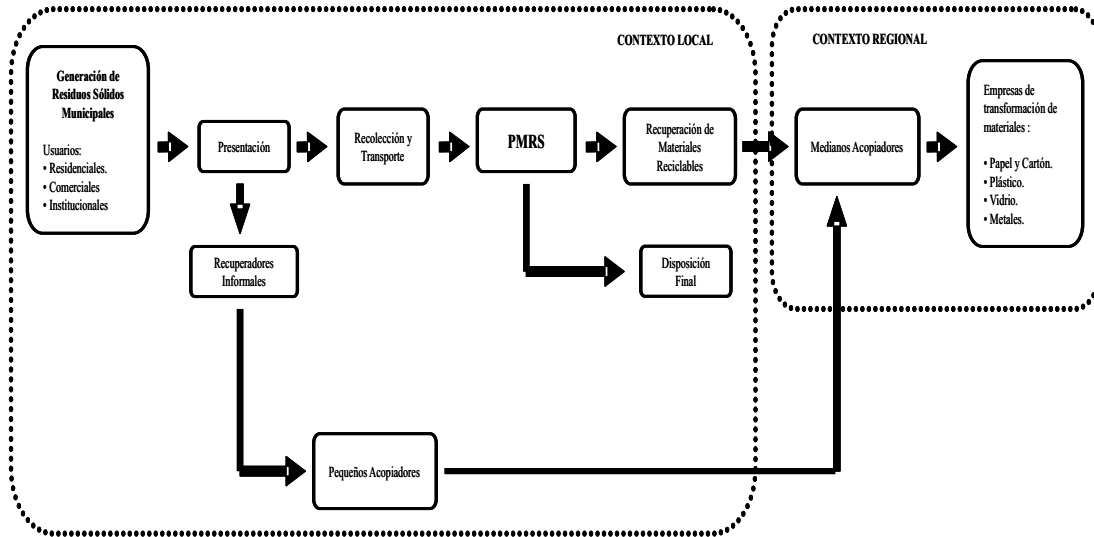 CONTEXTO LOCAL
CONTEXTO REGIONAL
Generación de
Residuos Sólidos
Municipales
Usuarios:
• Residenciales.
• Comerciales
• Institucionales
Presentación
Recolección y
Transporte
PMRS
Recuperación de
Materiales
Reciclables
Medianos Acopiadores
Empresas de
transformación de
materiales :
• Papel y Cartón.
• Plástico.
• Vidrio.
• Metales.
Recuperadores
Informales
Disposición
Final
Pequeños Acopiadores